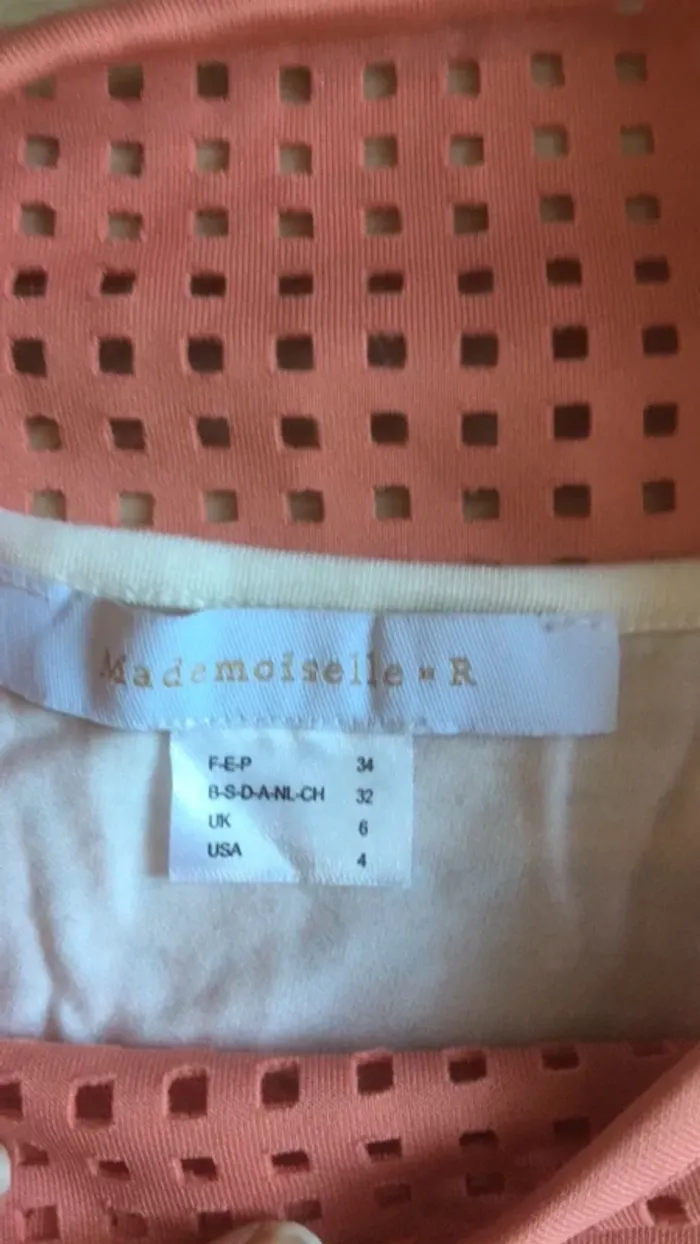 Mademoiselle R
F-E-P 34
B-S-D-A-NL-CH 32
UK 6
USA 4